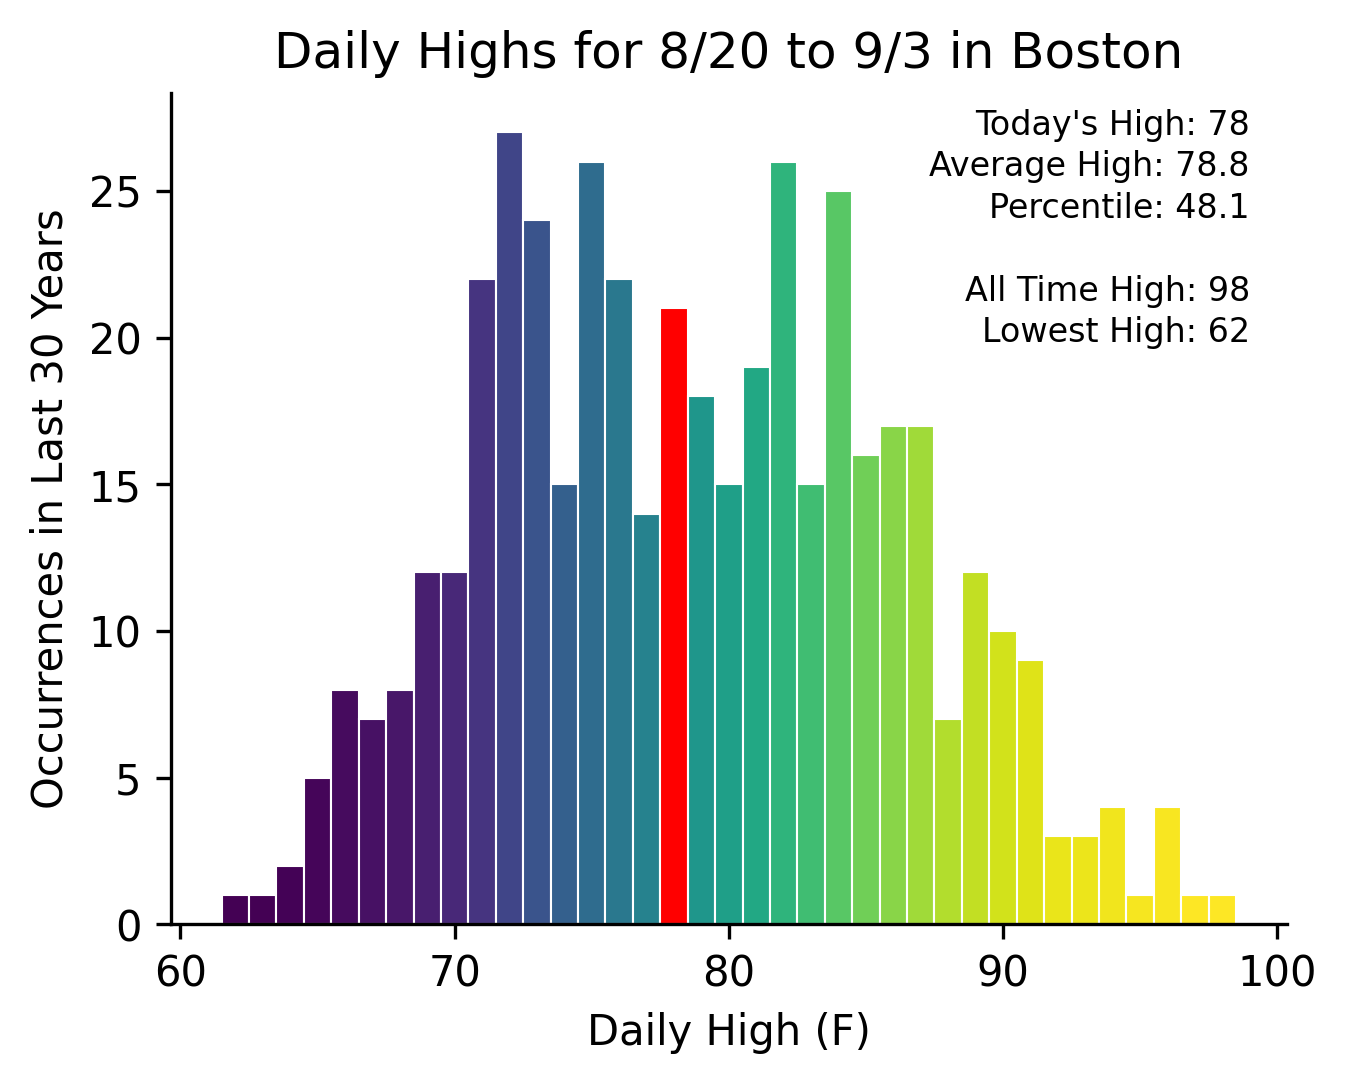 Daily Highs for 8/20 to 9/3 in Boston
Today's High: 78
Average High: 78.8
Percentile: 48.1
All Time High: 98
Lowest High: 62
Occurrences in Last 30 Years
25
20
15
10
5
0
60 70 80 90 100
Daily High (F)